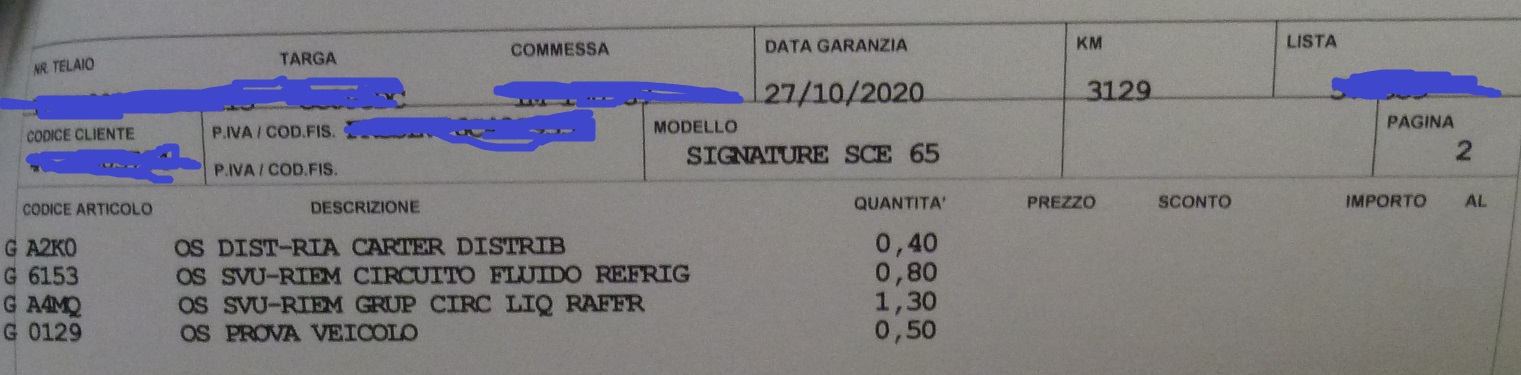 NR. TELAIO TARGA COMMESSA DATA GARANZIA KM LISTA
27/10/2020 3129
CODICE CLIENTE P.IVA / COD.FIS. MODELLO PAGINA
SIGNATURE SCE 65 2
P.IVA / COD.FIS.
CODICE ARTICOLO DESCRIZIONE QUANTITA' PREZZO SCONTO IMPORTO AL
G A2K0 OS DIST-RIA CARTER DISTRIB 0,40
G 6153 OS SVU-RIEM CIRCUITO FLUIDO REFRIG 0,80
G A4MQ OS SVU-RIEM GRUP CIRC LIQ RAFFR 1,30
G 0129 OS PROVA VEICOLO 0,50